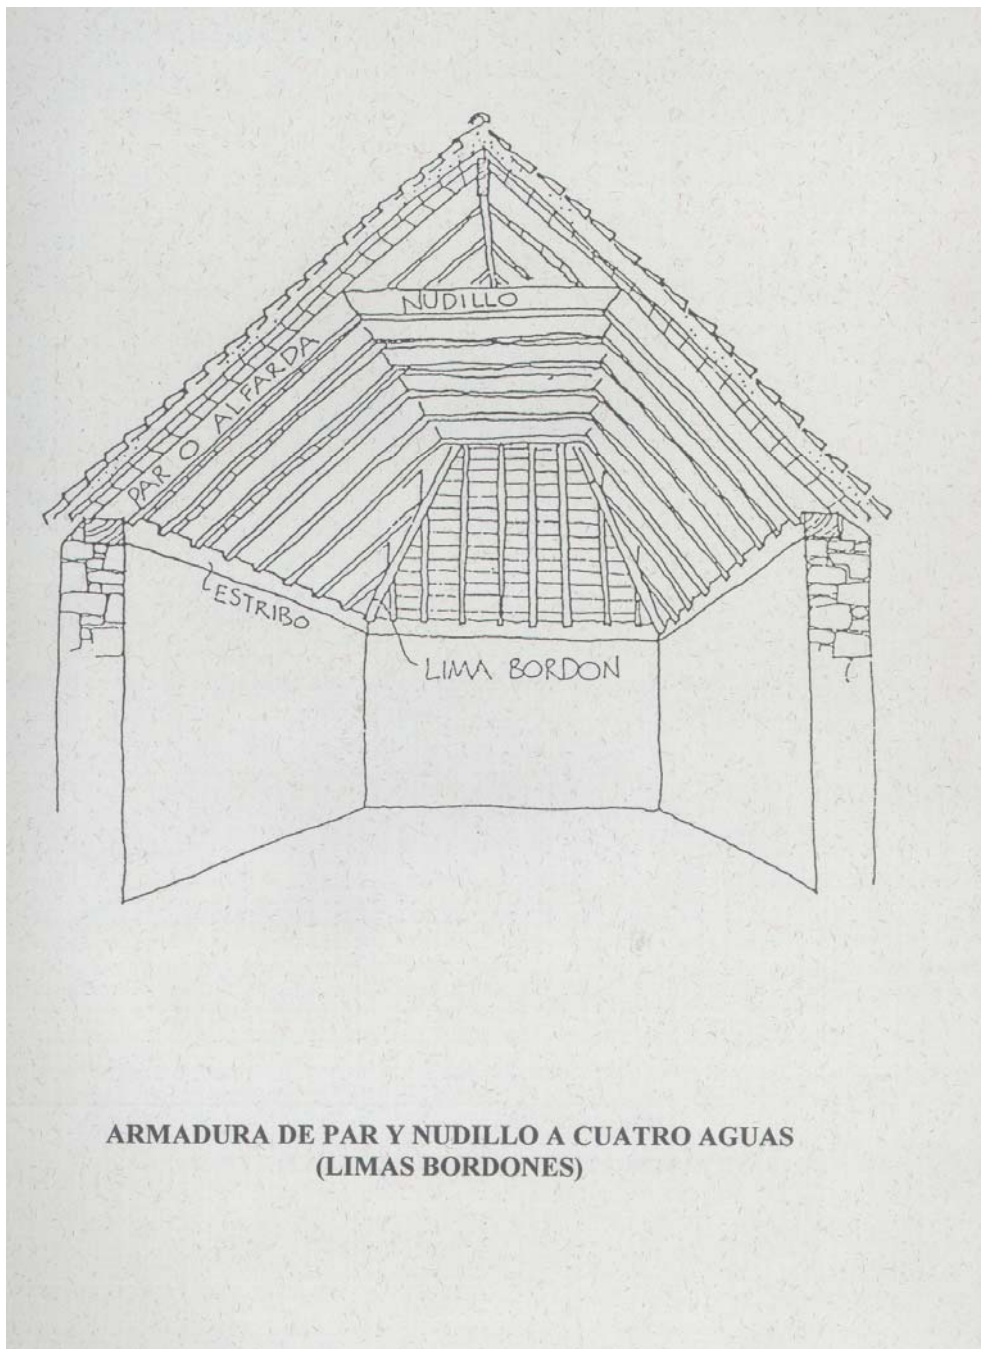 NUDILLO
PAR O ALFARDA
ESTRIBO
LIMA BORDON
ARMADURA DE PAR Y NUDILLO A CUATRO AGUAS
(LIMAS BORDONES)